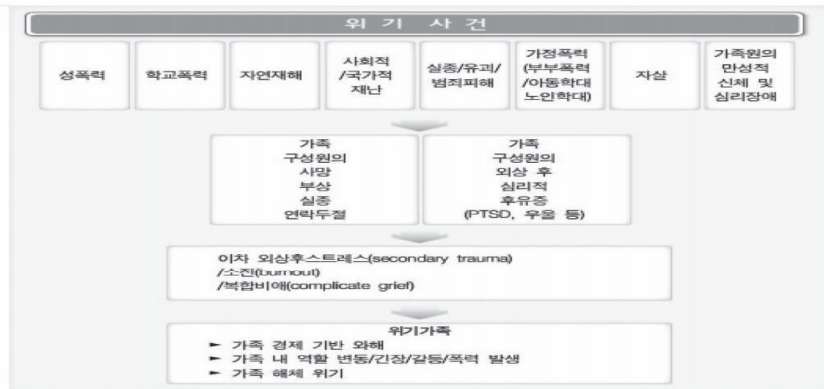 위 기 사 건
성폭력
학교폭력
자연재해
사회적
/국가적
재난
실종/유괴/
범죄피해
가정폭력
(부부폭력
/아동학대
노인학대)
자살
가족원의
만성적
신체 및
심리장애
가족
구성원의
사망
부상
실종
연락두절
가족
구성원의
외상 후
심리적
후유증
(PTSD, 우울 등)
이차 외상후스트레스(secondary trauma)
/소진(burnout)
/복합비애(complicate grief)
위기가족
► 가족 경제 기반 와해
► 가족 내 역할 변동/긴장/갈등/폭력 발생
► 가족 해체 위기